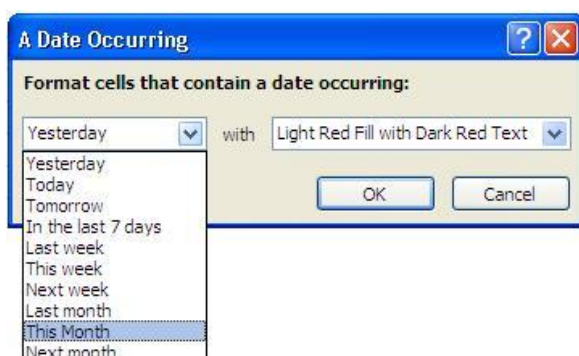 A Date Occurring
Format cells that contain a date occurring:
Yesterday with Light Red Fill with Dark Red Text
Yesterday
Today
Tomorrow
In the last 7 days
Last week
This week
Next week
Last month
This Month
Next month
OK Cancel